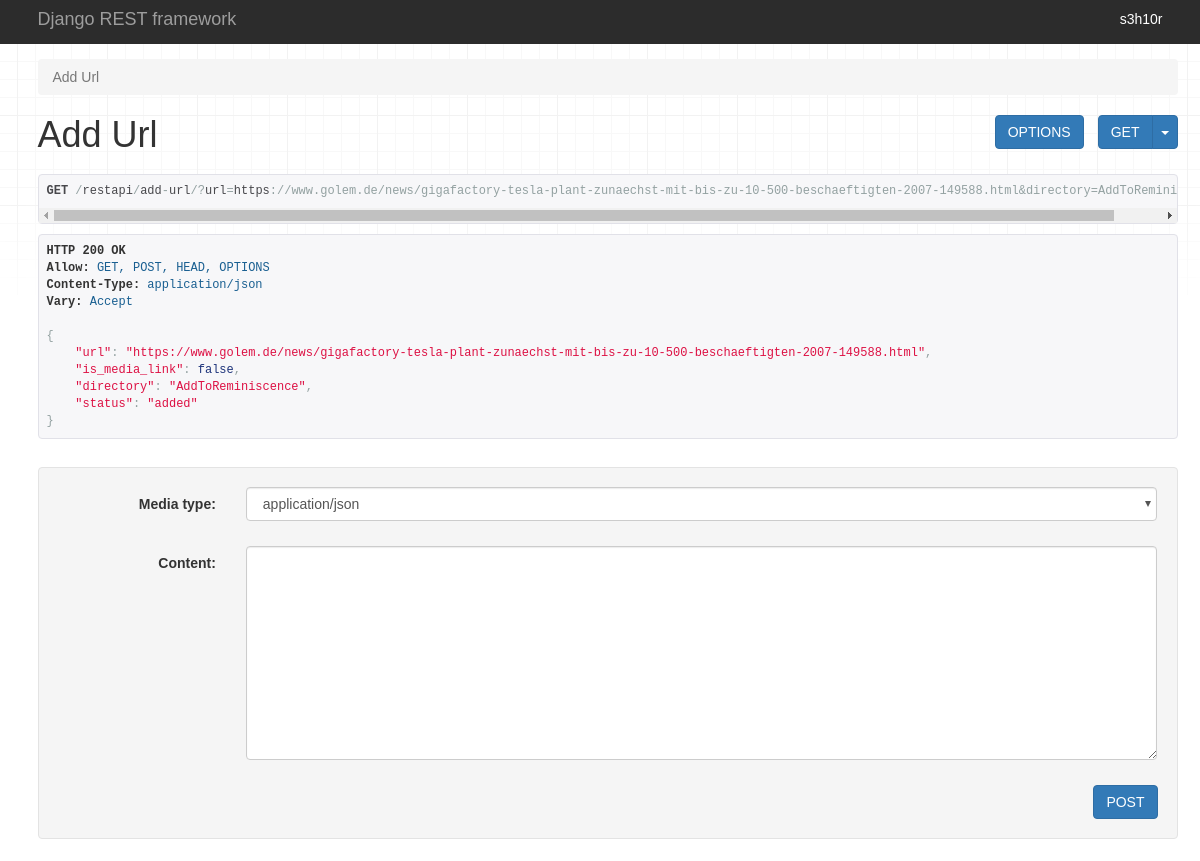 Django REST framework
s3h10r
Add Url
Add Url
OPTIONS
GET
GET /restapi/add-url/?url=https://www.golem.de/news/gigafactory-tesla-plant-zunaechst-mit-bis-zu-10-500-beschaeftigten-2007-149588.html&directory=AddToRemini
HTTP 200 OK
Allow: GET, POST, HEAD, OPTIONS
Content-Type: application/json
Vary: Accept
{
"url": "https://www.golem.de/news/gigafactory-tesla-plant-zunaechst-mit-bis-zu-10-500-beschaeftigten-2007-149588.html",
"is_media_link": false,
"directory": "AddToReminiscence",
"status": "added"
}
Media type:
application/json
Content:
POST